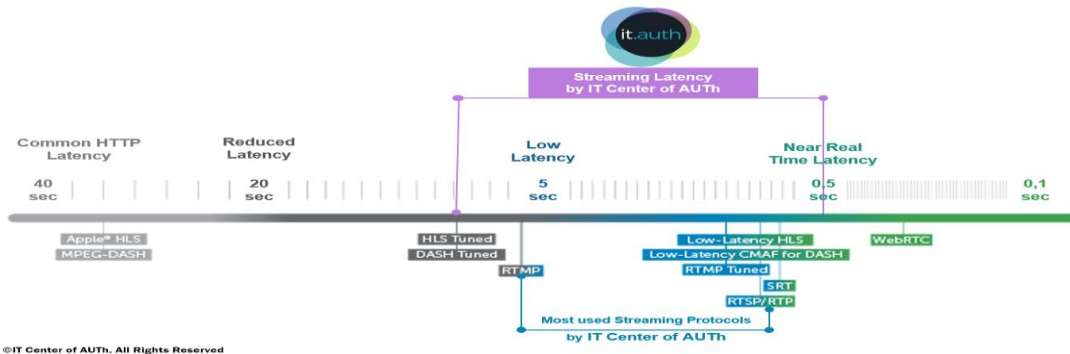 it.auth
Streaming Latency
by IT Center of AUTh
Common HTTP
Latency
Reduced
Latency
Low
Latency
Near Real
Time Latency
40
sec
20
sec
5
sec
0,5
sec
0,1
sec
Apple® HLS
MPEG-DASH
HLS Tuned
DASH Tuned
RTMP
Low-Latency HLS
Low-Latency CMAF for DASH
RTMP Tuned
WebRTC
SRT
RTSP/RTP
Most used Streaming Protocols
by IT Center of AUTh
©IT Center of AUTh, All Rights Reserved